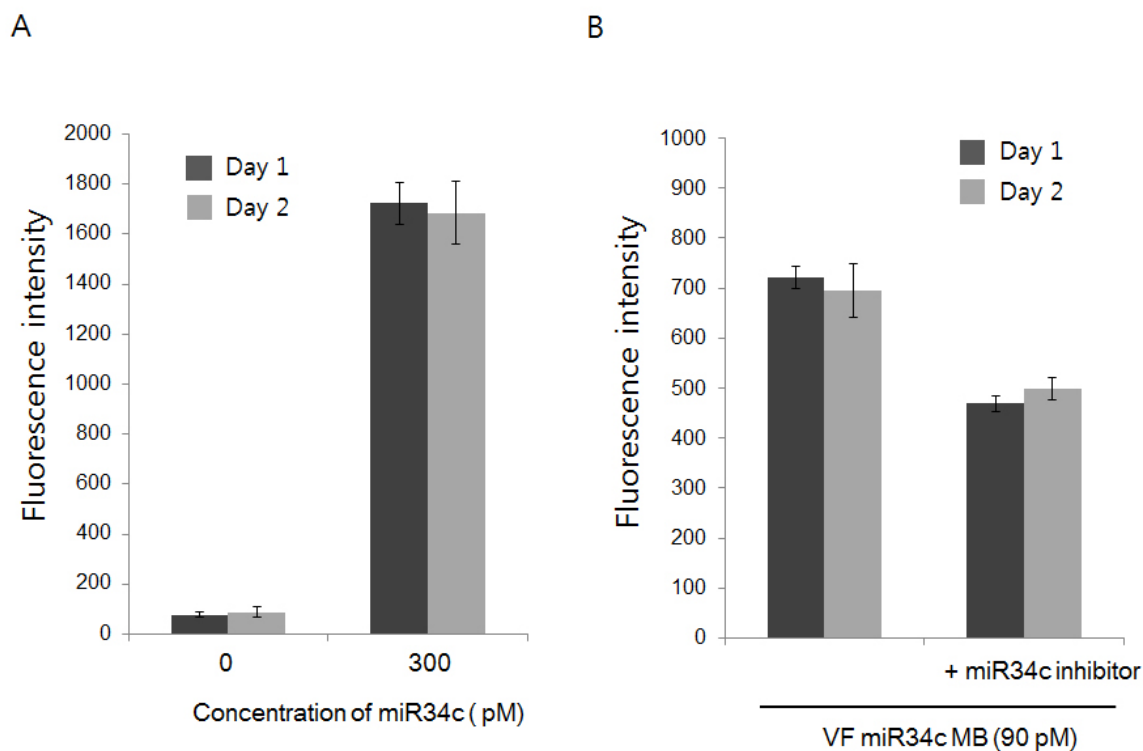 A
Fluorescence intensity
2000
1800
1600
1400
1200
1000
800
600
400
200
0
Day 1
Day 2
0
300
Concentration of miR34c ( pM)
B
Fluorescence intensity
1000
900
800
700
600
500
400
300
200
100
0
Day 1
Day 2
+ miR34c inhibitor
VF miR34c MB (90 pM)